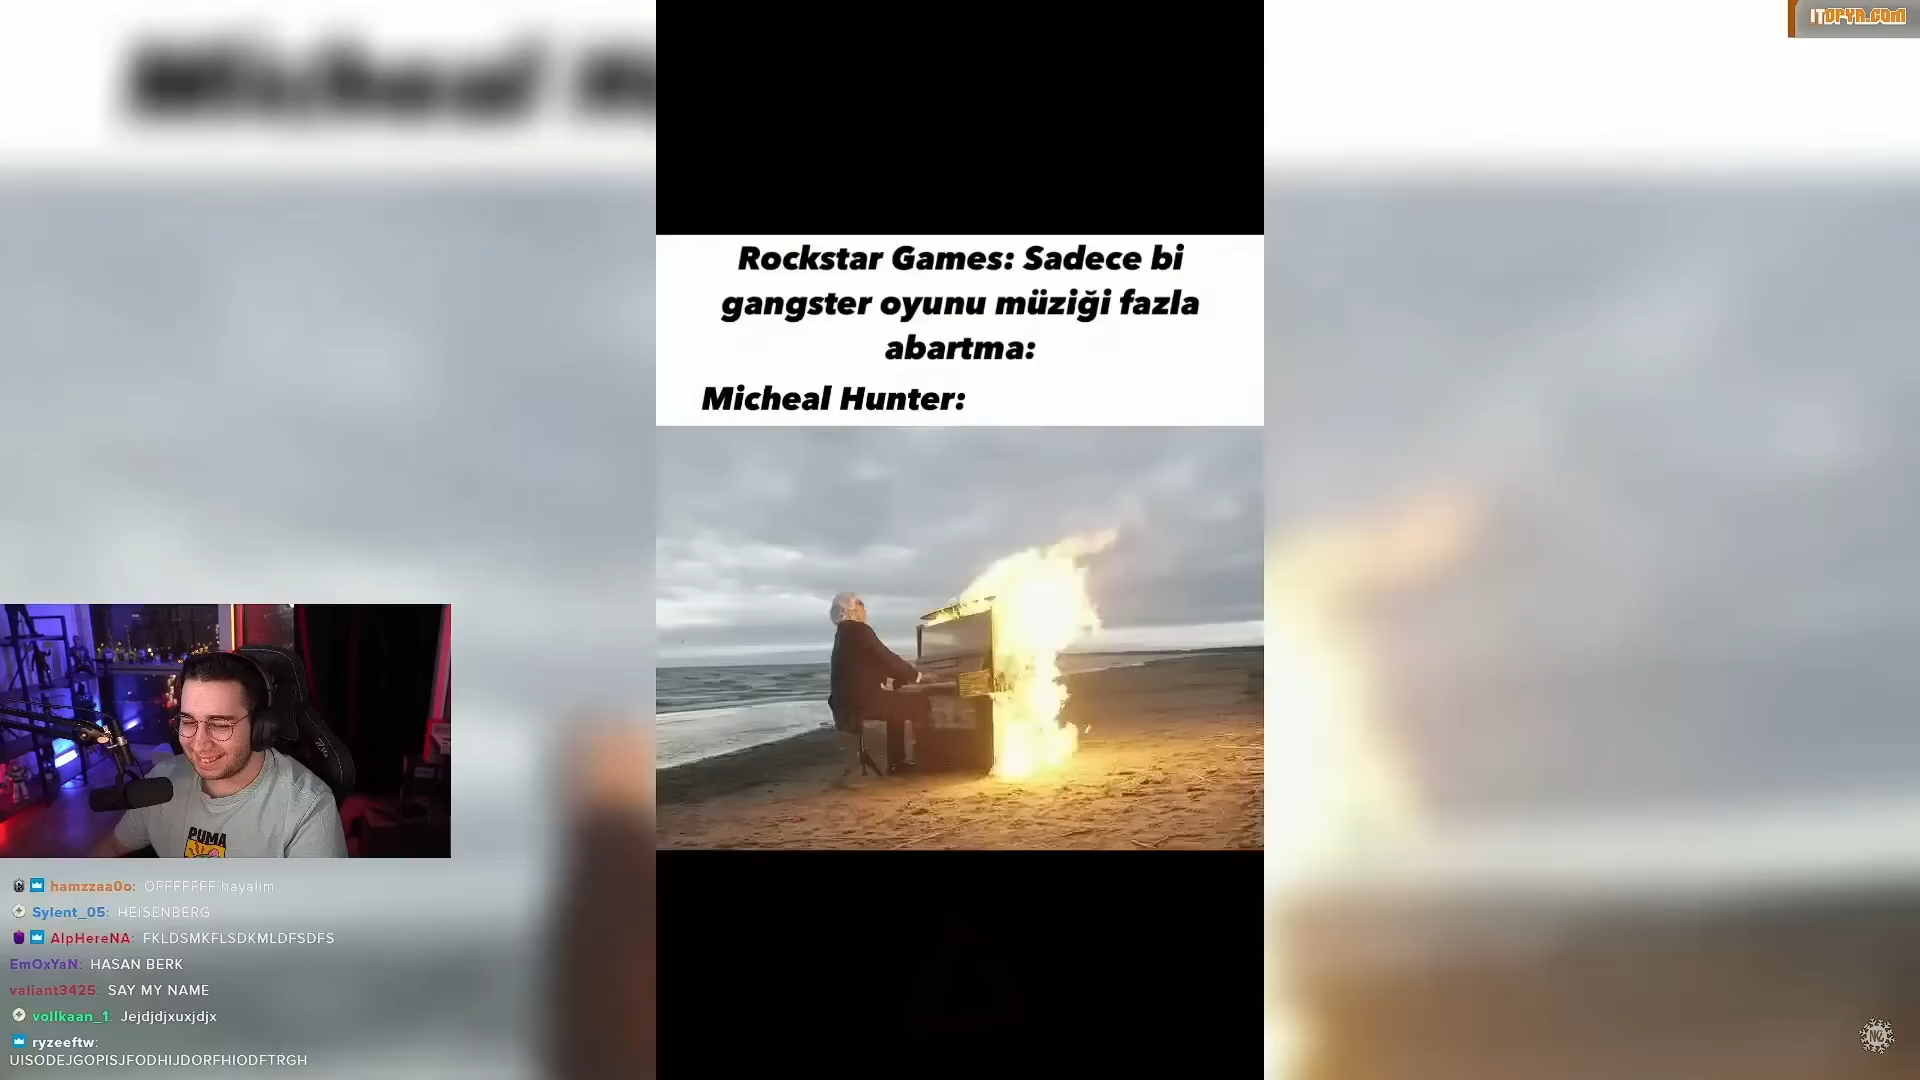 ITOPYA.COM
Rockstar Games: Sadece bi
gangster oyunu müziği fazla
abartma:
Micheal Hunter:
PUMA
hamzzaa0o: OFFFFFFF hayalim
Sylent_05: HEISENBERG
AlpHereNA: FKLDSMKFLSDKMLDFSDFS
EmOxYaN: HASAN BERK
valiant3425: SAY MY NAME
vollkaan_1: Jejdjdjxuxjdjx
ryzeeftw:
UISODEJGOPISJFODHIJDORFHIODFTRGH